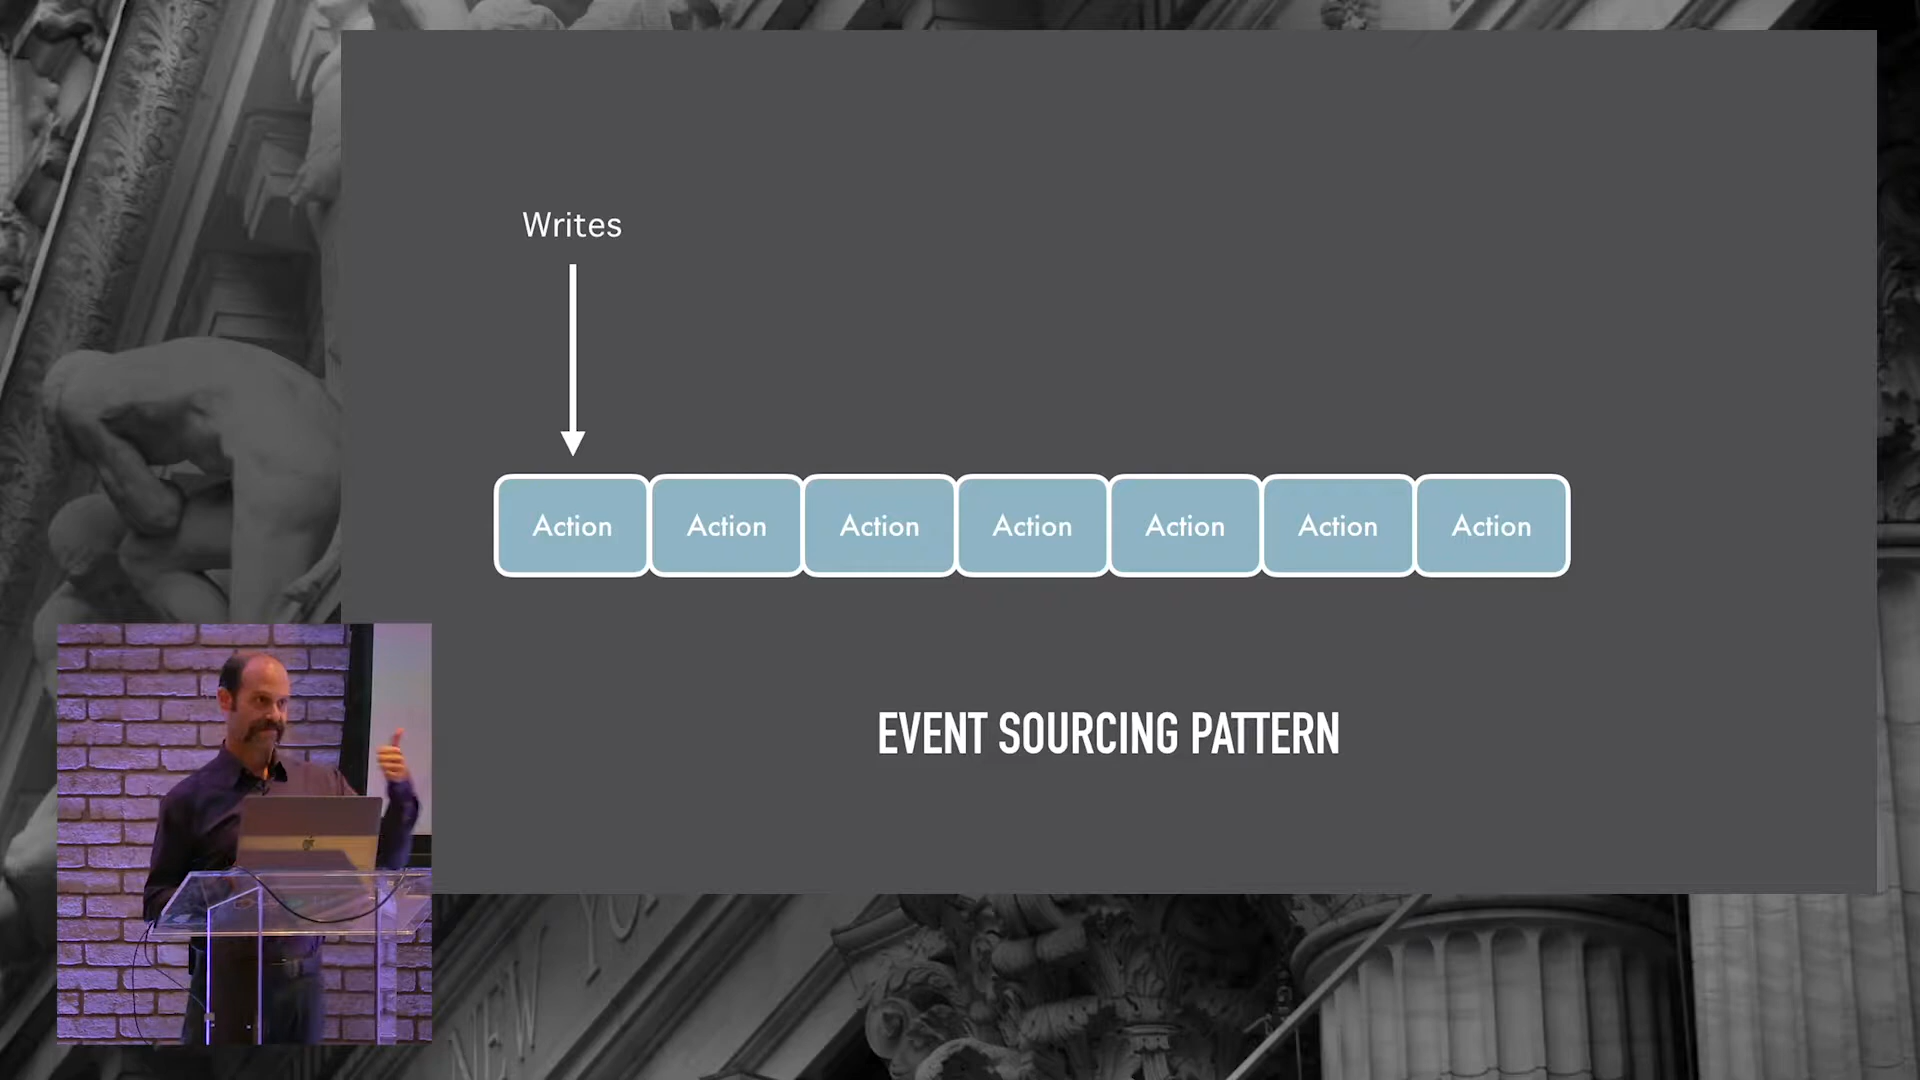 Writes
Action Action Action Action Action Action Action
EVENT SOURCING PATTERN